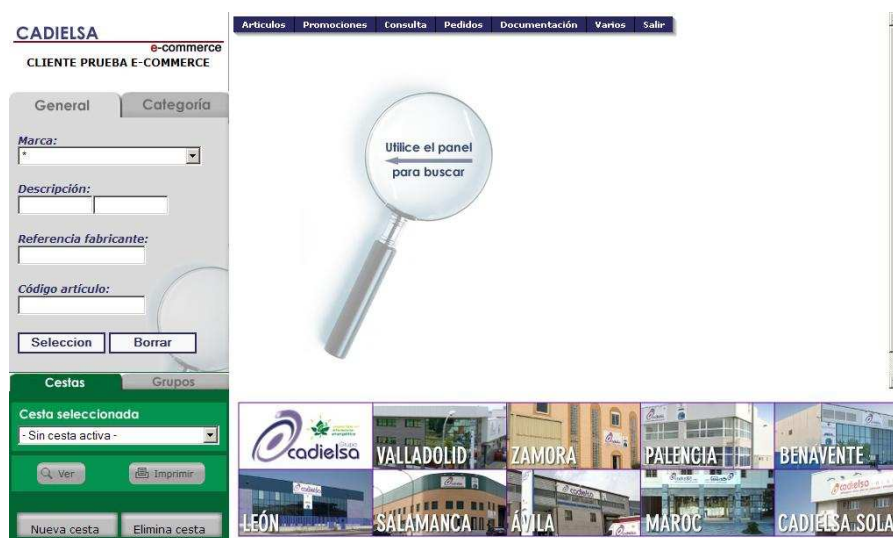 CADIELSA
e-commerce
CLIENTE PRUEBA E-COMMERCE
Articulos Promociones Consulta Pedidos Documentación Varios Salir
General Categoría
Marca:
*
Descripción:
Referencia fabricante:
Código artículo:
Seleccion Borrar
Utilice el panel
para buscar
Cestas Grupos
Cesta seleccionada
- Sin cesta activa -
Ver Imprimir
Nueva cesta Elimina cesta
Grupo
cadielsa
VALLADOLID ZAMORA PALENCIA BENAVENTE
LEÓN SALAMANCA ÁVILA MAROC CADIELSA SOLA